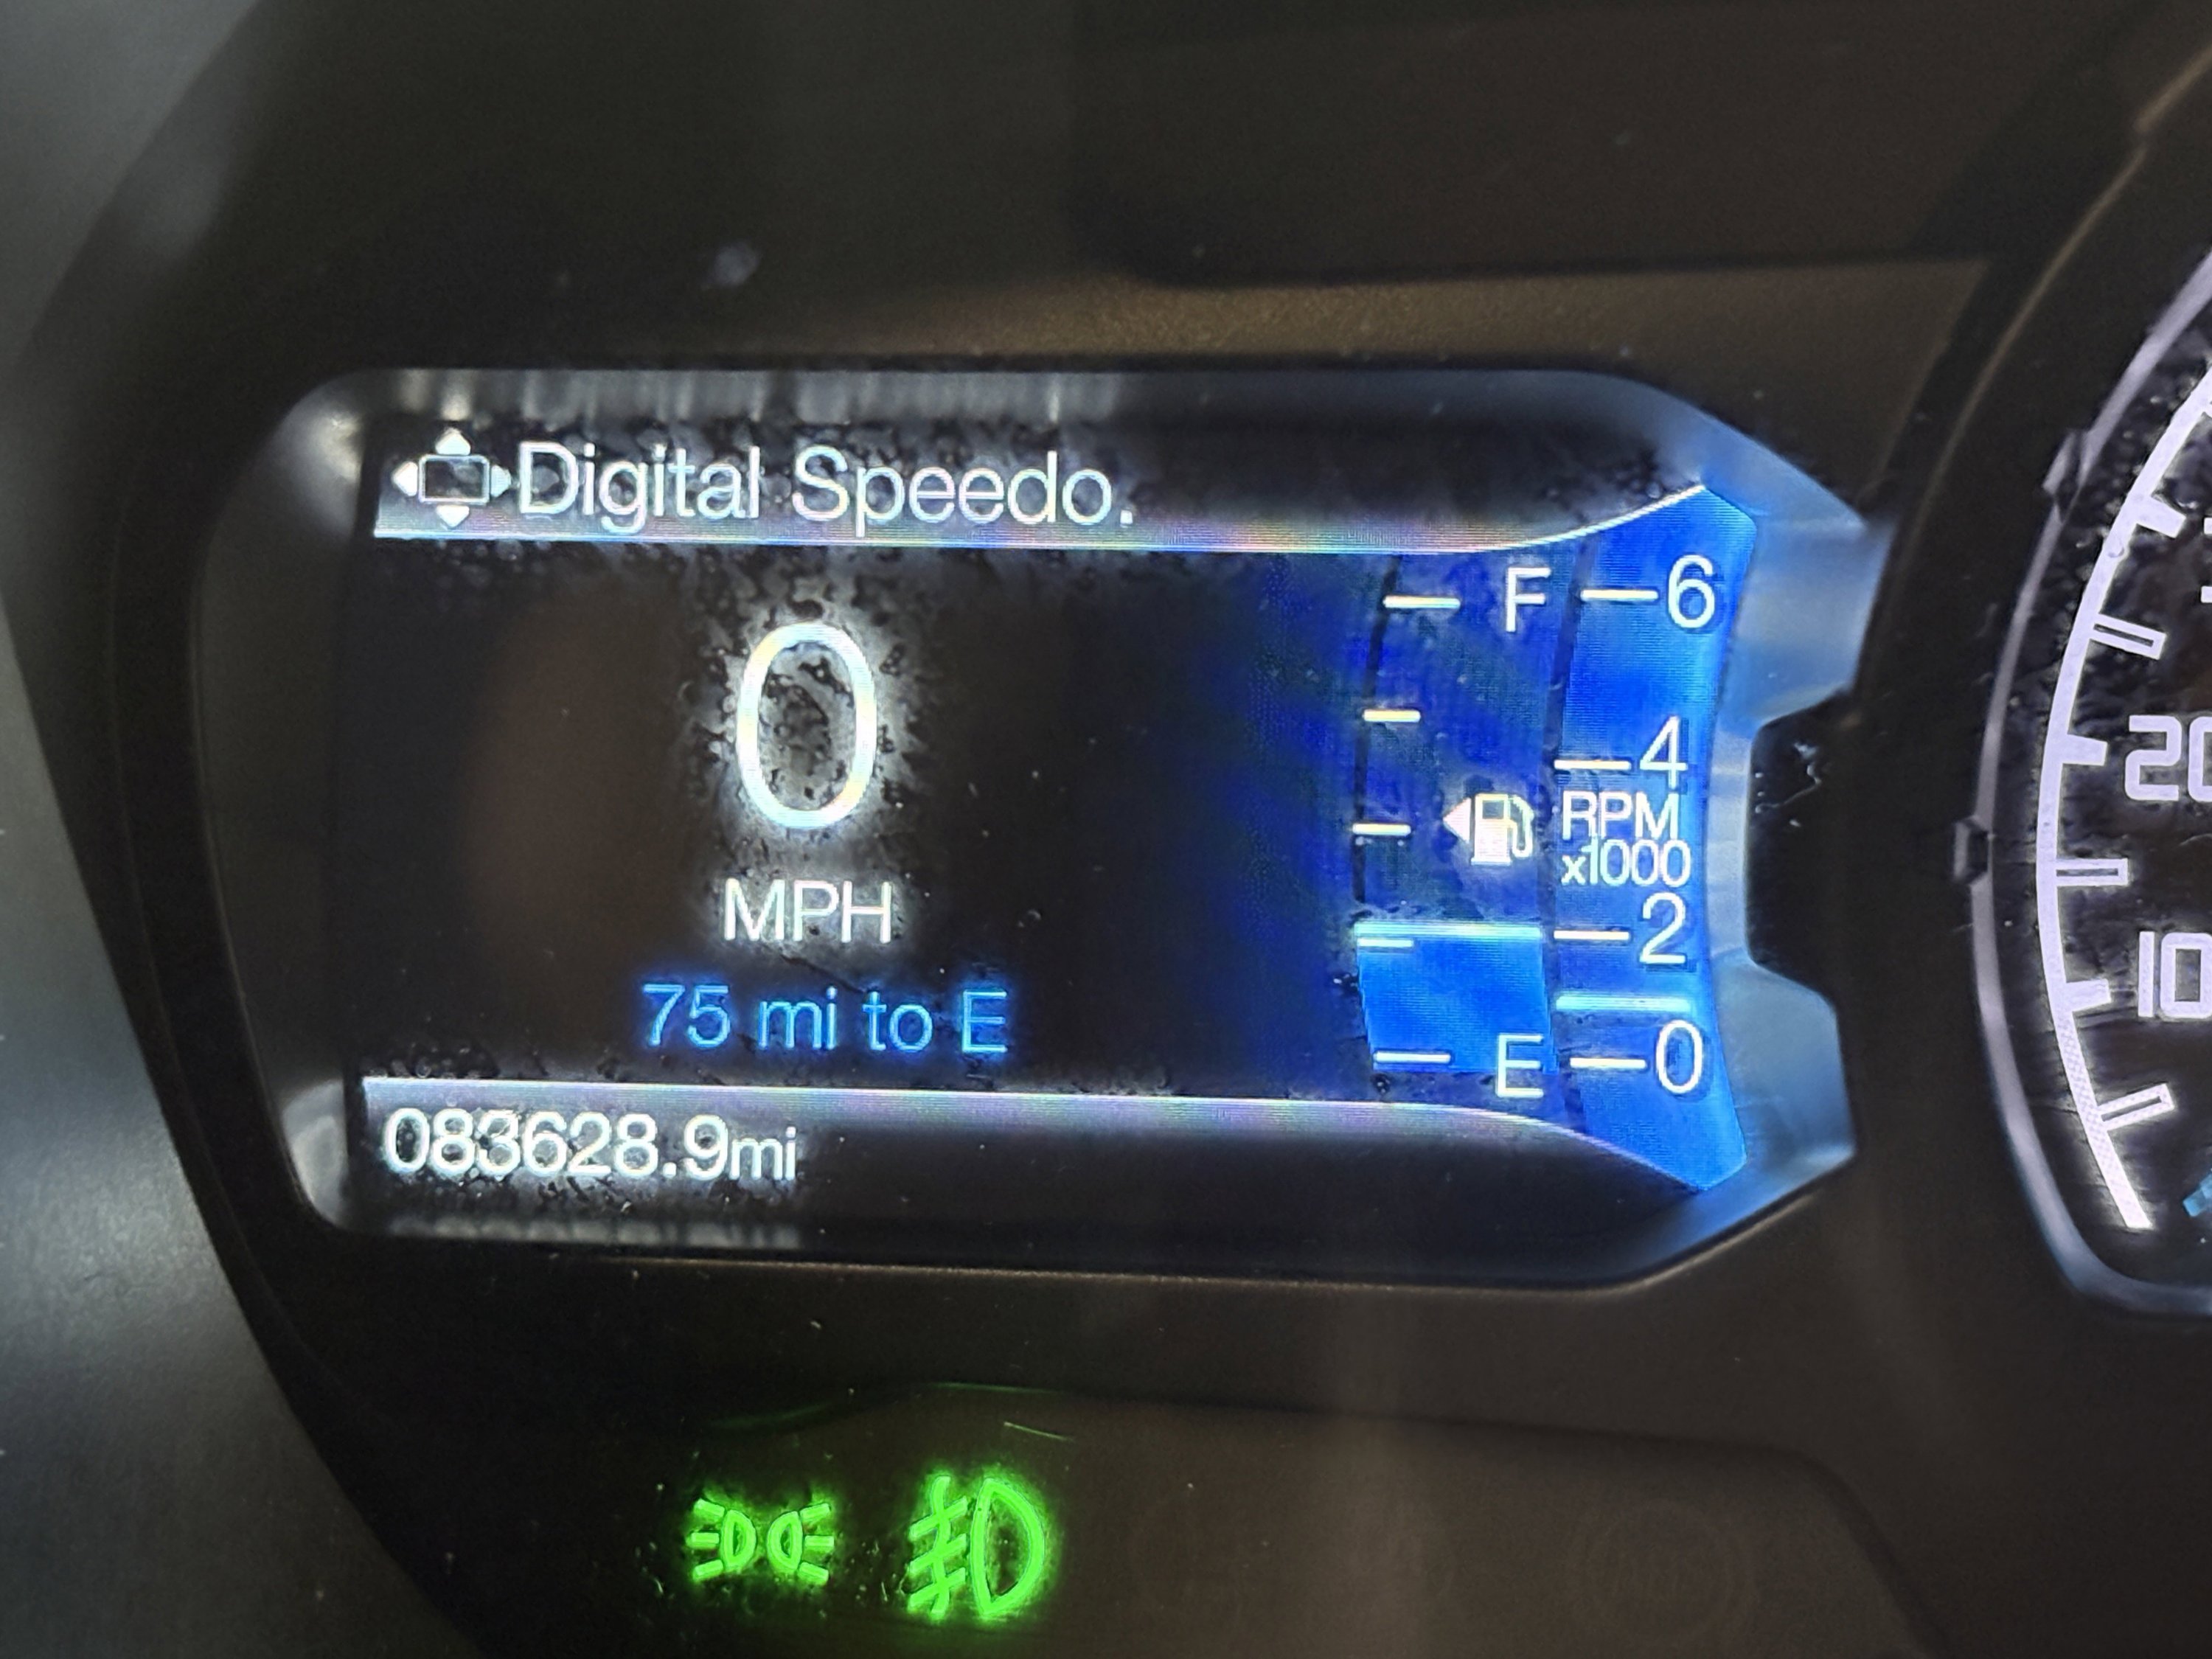 Digital Speedo.
0
MPH
75 mi to E
083628.9mi
F
E
6
4
RPM
x1000
2
0
20
10